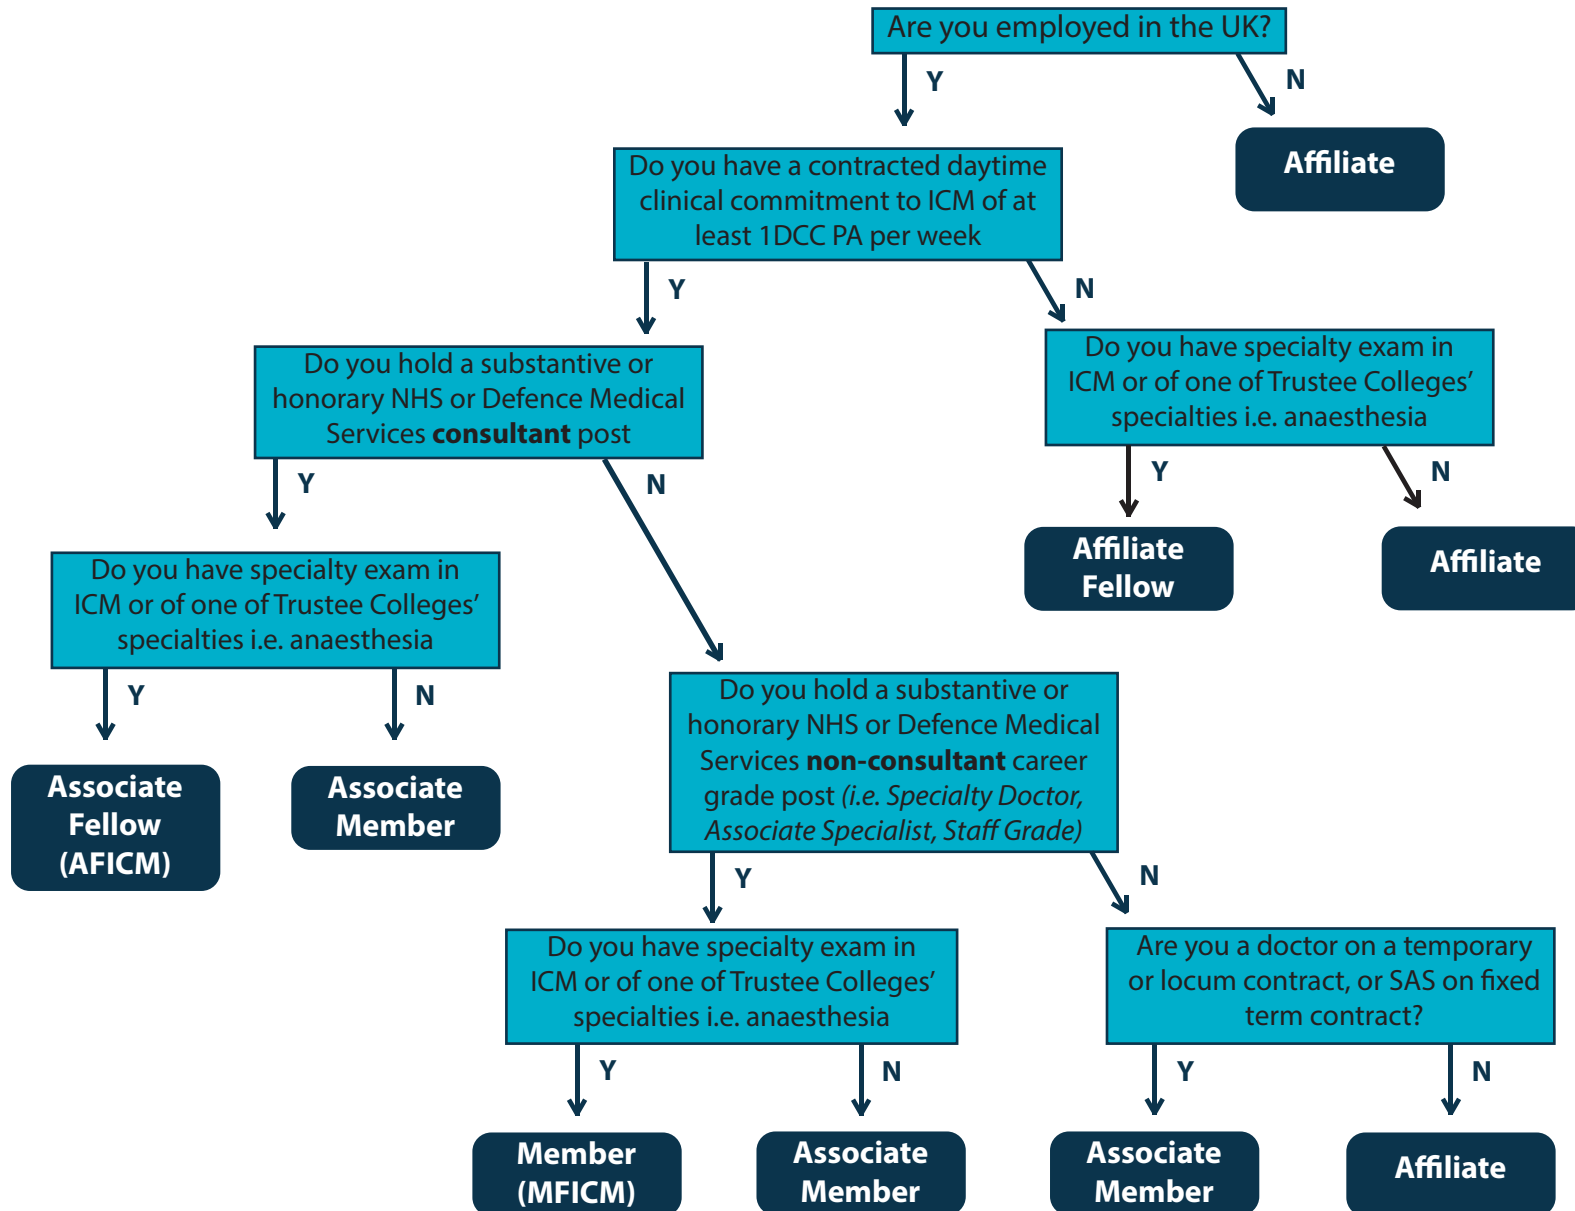 Are you employed in the UK?
Y
N
Affiliate
Do you have a contracted daytime
clinical commitment to ICM of at
least 1DCC PA per week
Y
N
Do you hold a substantive or
honorary NHS or Defence Medical
Services consultant post
Do you have specialty exam in
ICM or of one of Trustee Colleges'
specialties i.e. anaesthesia
Y
N
Y
N
Affiliate
Fellow
Affiliate
Do you have specialty exam in
ICM or of one of Trustee Colleges'
specialties i.e. anaesthesia
Y
N
Do you hold a substantive or
honorary NHS or Defence Medical
Services non-consultant career
grade post (i.e. Specialty Doctor,
Associate Specialist, Staff Grade)
Associate
Fellow
(AFICM)
Associate
Member
Y
N
Do you have specialty exam in
ICM or of one of Trustee Colleges'
specialties i.e. anaesthesia
Are you a doctor on a temporary
or locum contract, or SAS on fixed
term contract?
Y
N
Y
N
Member
(MFICM)
Associate
Member
Associate
Member
Affiliate